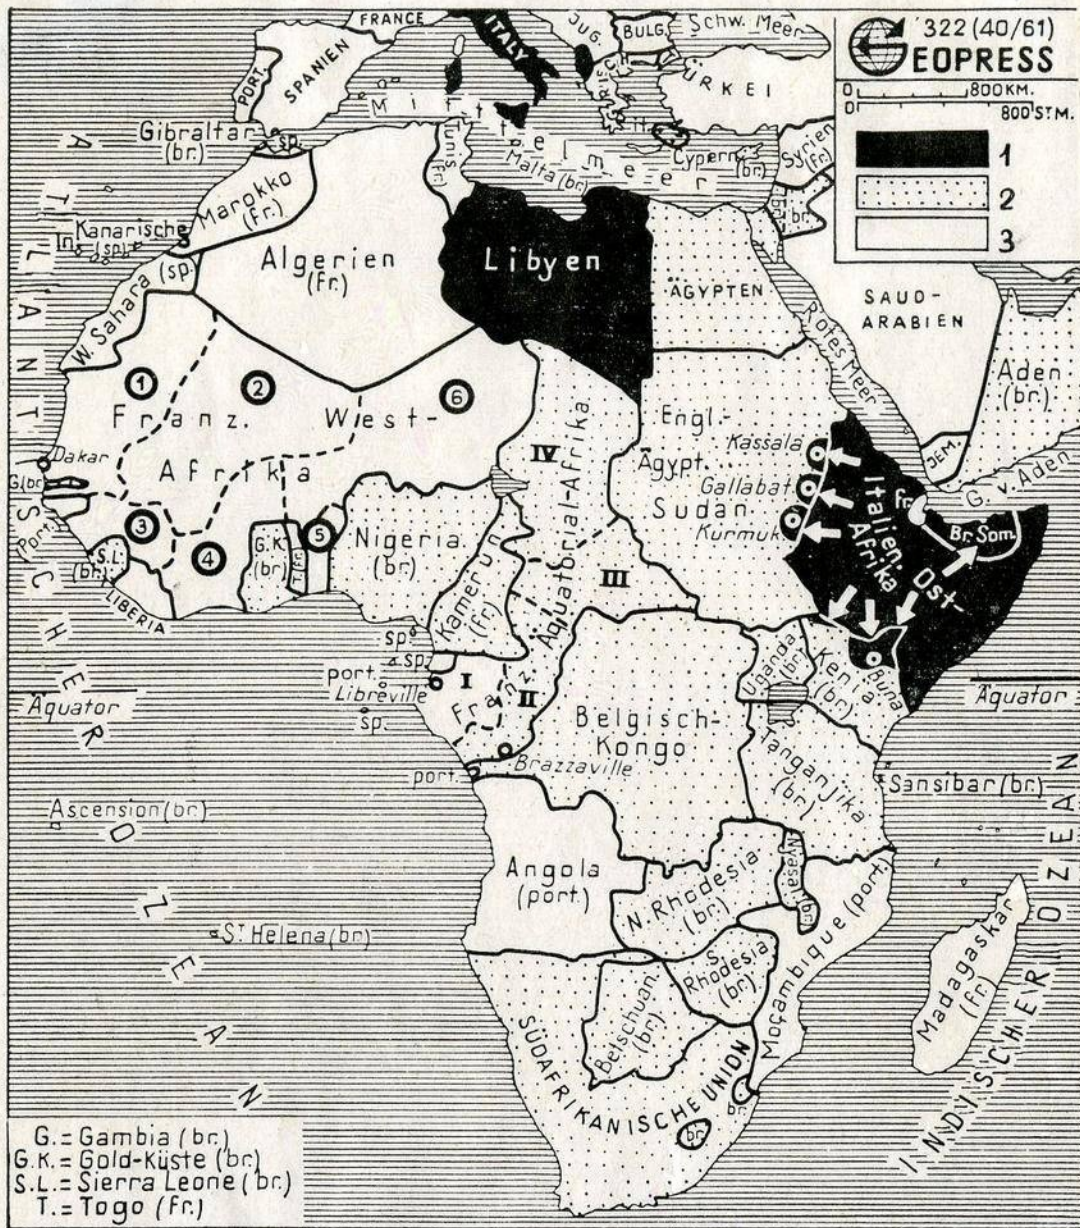 322 (40/61)
GEOPRESS
0 800KM.
0 800 ST.M.
1
2
3
FRANCE
ITALY
JUG.
BULG.
Schw. Meer
PORT.
SPANIEN
TÜRKEI
Mittelmeer
Gibraltar
(br.)
sp.
Tunis
(Fr.)
Malta (br.)
Cypern
(br.)
Syrien
(Fr.)
br.
Marokko
(Fr.)
Kanarische
In. (sp.)
W. Sahara (sp.)
Algerien
(Fr.)
Libyen
ÄGYPTEN
SAUD-
ARABIEN
Rotes Meer
Aden
(br.)
JEM.
G. v. Aden
ATLANTISCHER OZEAN
1
2
6
Franz. West-
Afrika
Dakar
G.(br.)
Port.
3
4
5
S.L.
(br.)
LIBERIA
G.K.
(br.)
T. Fr.
Nigeria
(br.)
Kamerun
(Fr.)
IV
III
I
II
Franz. Äquatorial-Afrika
Engl.-
Ägypt.
Sudan
Kassala
Gallabat
Kurmuk
Italien.
Ost-
Afrika
Fr.
Br. Som.
sp.
sp.
port.
Libreville
sp.
Äquator
Äquator
Uganda
(br.)
Kenia
(br.)
Buna
Belgisch-
Kongo
Brazzaville
port.
Tanganjika
(br.)
Sansibar (br.)
Ascension (br.)
Angola
(port.)
N. Rhodesia
(br.)
Nyasal.
(br.)
St. Helena (br.)
S.
Rhodesia
(br.)
Moçambique (port.)
Madagaskar
(Fr.)
Betschuan.
(br.)
SÜDAFRIKANISCHE UNION
br.
br.
INDISCHER OZEAN
G. = Gambia (br.)
G.K. = Gold-Küste (br.)
S.L. = Sierra Leone (br.)
T. = Togo (Fr.)